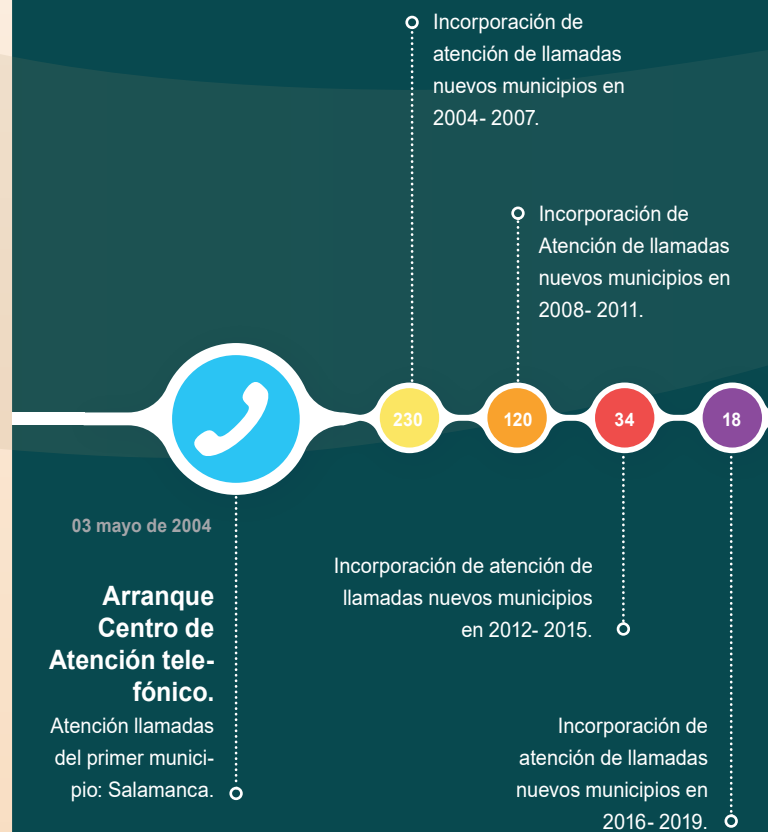 Incorporación de
atención de llamadas
nuevos municipios en
2004- 2007.
Incorporación de
Atención de llamadas
nuevos municipios en
2008- 2011.
230
120
34
18
03 mayo de 2004
Arranque
Centro de
Atención tele-
fónico.
Atención llamadas
del primer munici-
pio: Salamanca.
Incorporación de atención de
llamadas nuevos municipios
en 2012- 2015.
Incorporación de
atención de llamadas
nuevos municipios en
2016- 2019.